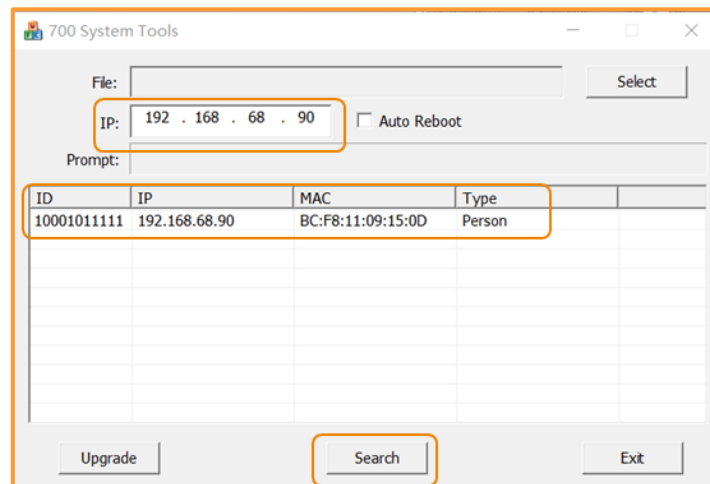 700 System Tools
File: Select
IP: 192 . 168 . 68 . 90 Auto Reboot
Prompt:
ID IP MAC Type
10001011111 192.168.68.90 BC:F8:11:09:15:0D Person
Upgrade Search Exit